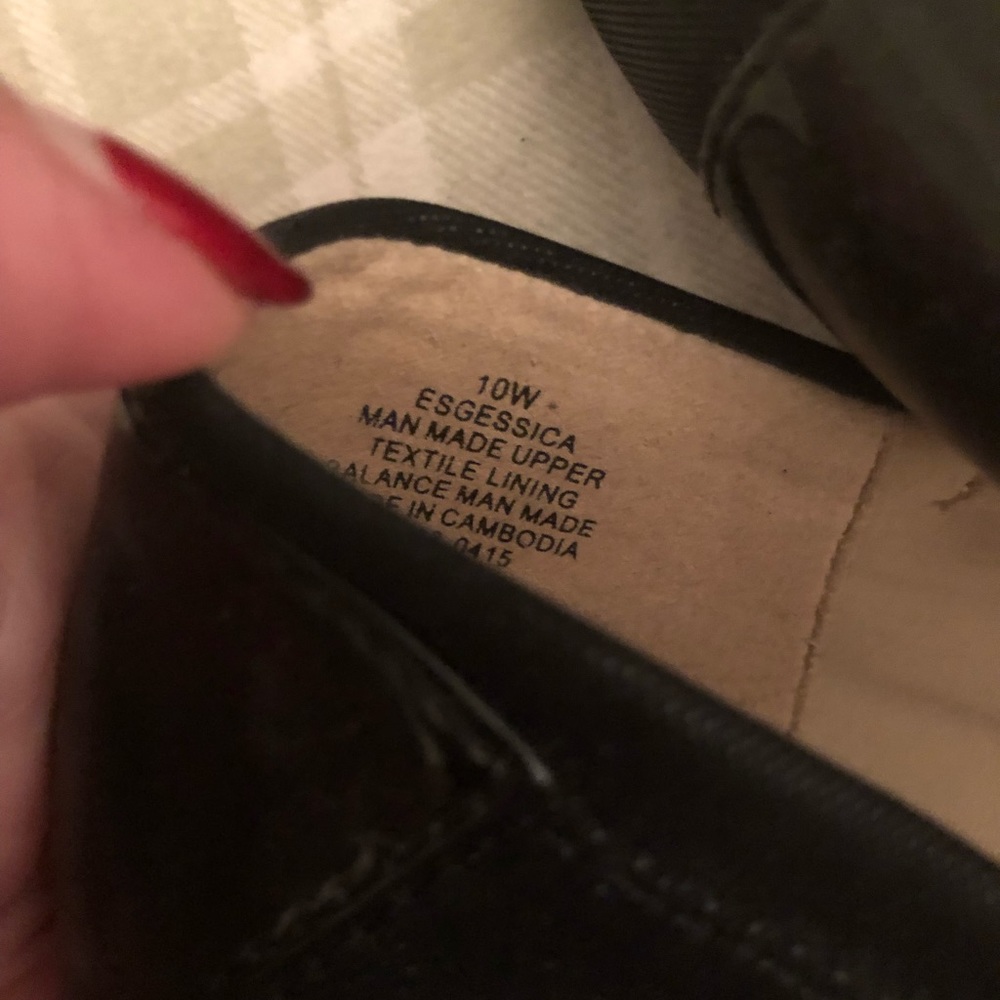 10W
ESGESSICA
MAN MADE UPPER
TEXTILE LINING
BALANCE MAN MADE
IN CAMBODIA
0415